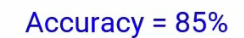 Accuracy = 85%